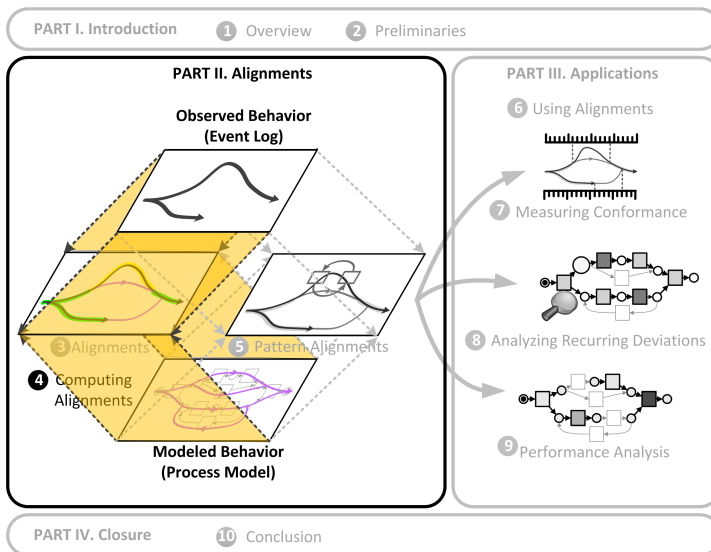 PART I. Introduction 1 Overview 2 Preliminaries
PART II. Alignments
Observed Behavior
(Event Log)
3 Alignments
5 Pattern Alignments
4 Computing
Alignments
Modeled Behavior
(Process Model)
PART III. Applications
6 Using Alignments
7 Measuring Conformance
8 Analyzing Recurring Deviations
9 Performance Analysis
PART IV. Closure 10 Conclusion